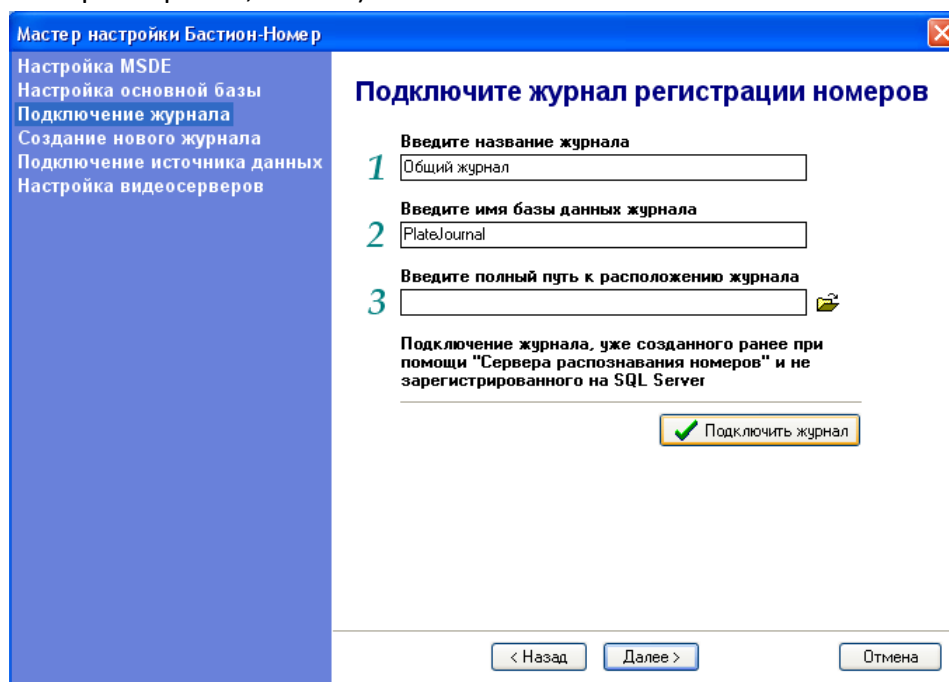 Мастер настройки Бастион-Номер
Настройка MSDE
Настройка основной базы
Подключение журнала
Создание нового журнала
Подключение источника данных
Настройка видеосерверов
Подключите журнал регистрации номеров
Введите название журнала
1 Общий журнал
Введите имя базы данных журнала
2 PlateJournal
Введите полный путь к расположению журнала
3
Подключение журнала, уже созданного ранее при
помощи "Сервера распознавания номеров" и не
зарегистрированного на SQL Server
Подключить журнал
< Назад Далее > Отмена